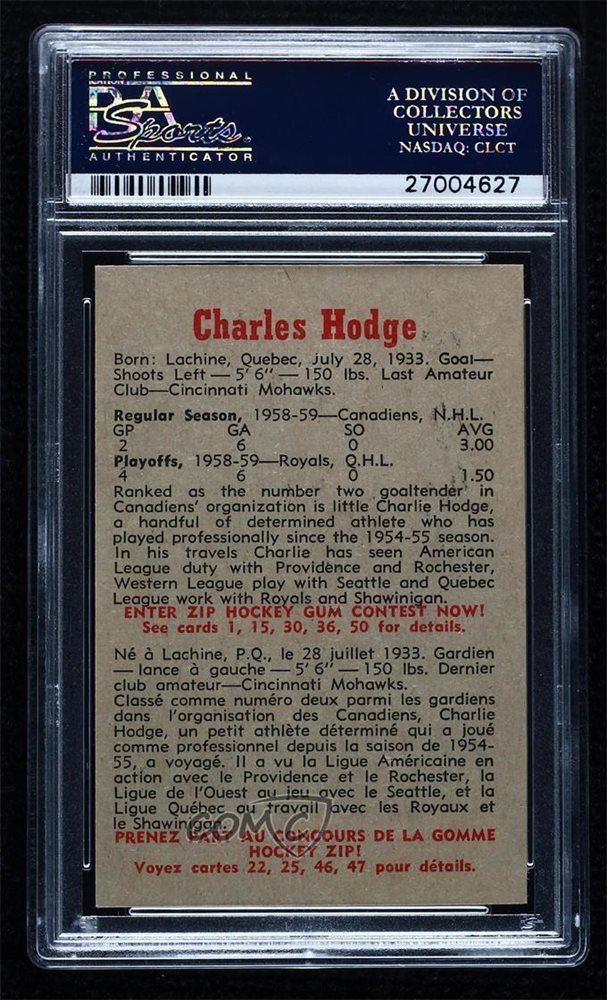 PROFESSIONAL
PSA
Sports
AUTHENTICATOR
A DIVISION OF
COLLECTORS
UNIVERSE
NASDAQ: CLCT
27004627
Charles Hodge
Born: Lachine, Quebec, July 28, 1933. Goal—
Shoots Left — 5' 6" — 150 lbs. Last Amateur
Club—Cincinnati Mohawks.
Regular Season, 1958-59—Canadiens, N.H.L.
GP GA SO AVG
2 6 0 3.00
Playoffs, 1958-59—Royals, Q.H.L.
4 6 0 1.50
Ranked as the number two goaltender in
Canadiens' organization is little Charlie Hodge,
a handful of determined athlete who has
played professionally since the 1954-55 season.
In his travels Charlie has seen American
League duty with Providence and Rochester,
Western League play with Seattle and Quebec
League work with Royals and Shawinigan.
ENTER ZIP HOCKEY GUM CONTEST NOW!
See cards 1, 15, 30, 36, 50 for details.
Né à Lachine, P.Q., le 28 juillet 1933. Gardien
— lance à gauche — 5' 6" — 150 lbs. Dernier
club amateur—Cincinnati Mohawks.
Classé comme numéro deux parmi les gardiens
dans l'organisation des Canadiens, Charlie
Hodge, un petit athlète déterminé qui a joué
comme professionnel depuis la saison de 1954-
55, a voyagé. Il a vu la Ligue Américaine en
action avec le Providence et le Rochester, la
Ligue de l'Ouest au jeu avec le Seattle, et la
Ligue Québec au travail avec les Royaux et
le Shawinigan.
COMC
PRENEZ PART AU CONCOURS DE LA GOMME
HOCKEY ZIP!
Voyez cartes 22, 25, 46, 47 pour détails.